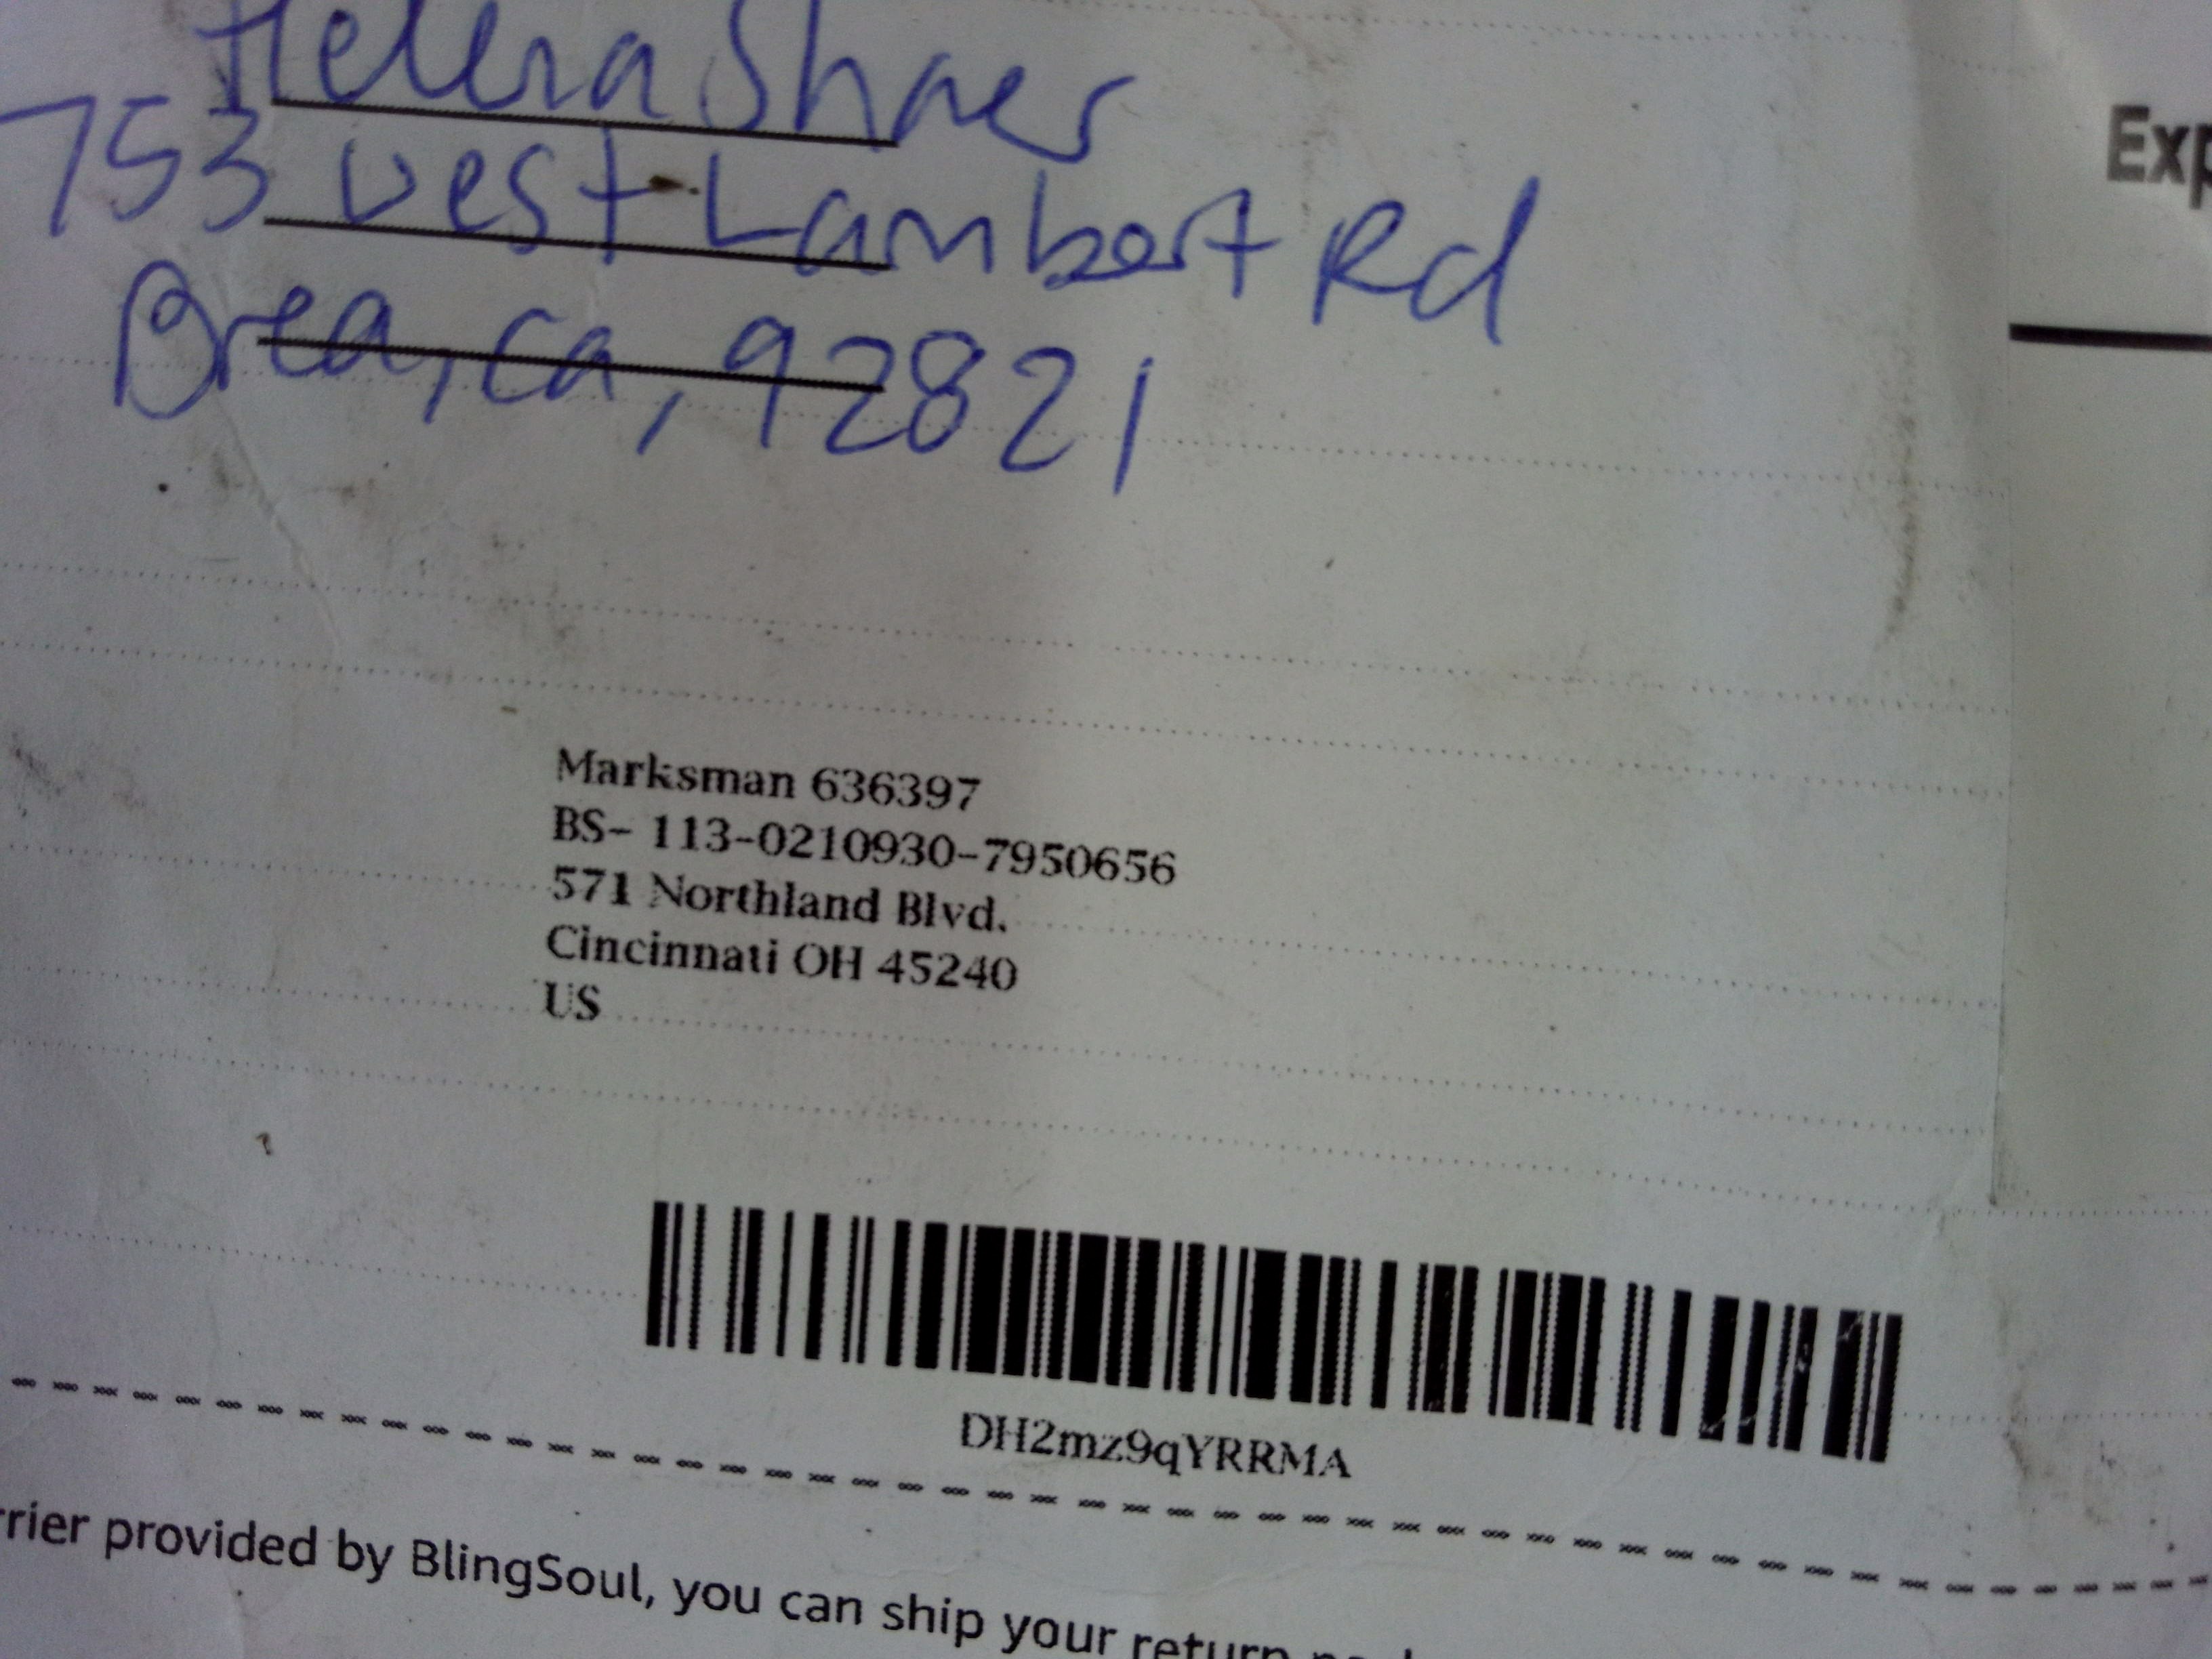 Helena Shaer
753 West Lambert Rd
Brea, ca, 92821
Exp
Marksman 636397
BS- 113-0210930-7950656
571 Northland Blvd.
Cincinnati OH 45240
US
DH2mz9qYRRMA
rrier provided by BlingSoul, you can ship your return